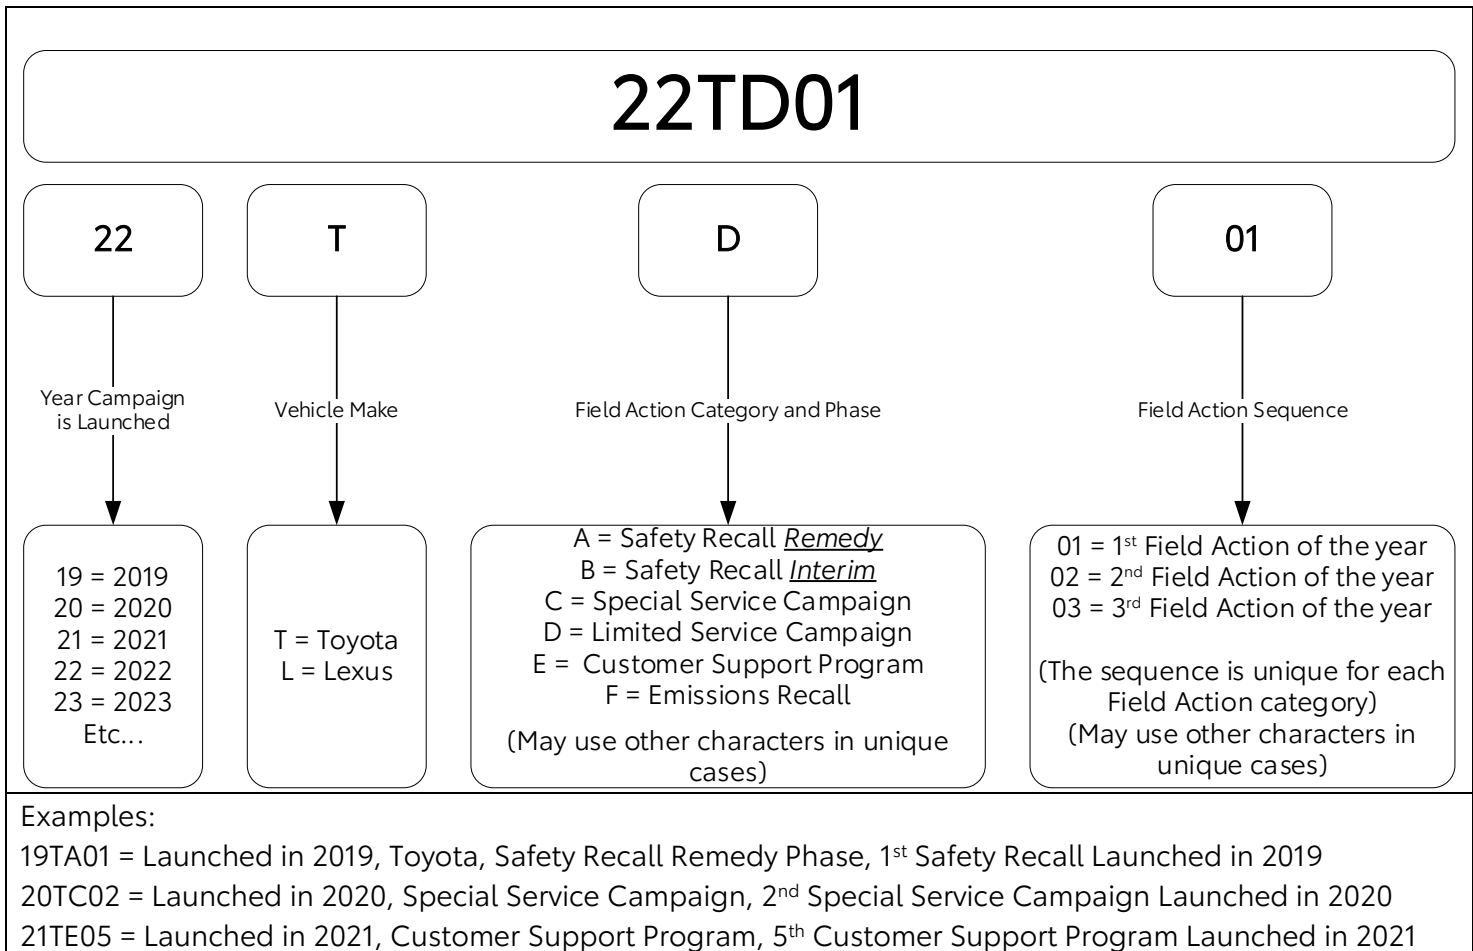 22TD01
22
T
D
01
Year Campaign
is Launched
Vehicle Make
Field Action Category and Phase
Field Action Sequence
19 = 2019
20 = 2020
21 = 2021
22 = 2022
23 = 2023
Etc...
T = Toyota
L = Lexus
A = Safety Recall Remedy
B = Safety Recall Interim
C = Special Service Campaign
D = Limited Service Campaign
E =  Customer Support Program
F = Emissions Recall
(May use other characters in unique
cases)
01 = 1st Field Action of the year
02 = 2nd Field Action of the year
03 = 3rd Field Action of the year
(The sequence is unique for each
Field Action category)
(May use other characters in
unique cases)
Examples:
19TA01 = Launched in 2019, Toyota, Safety Recall Remedy Phase, 1st Safety Recall Launched in 2019
20TC02 = Launched in 2020, Special Service Campaign, 2nd Special Service Campaign Launched in 2020
21TE05 = Launched in 2021, Customer Support Program, 5th Customer Support Program Launched in 2021